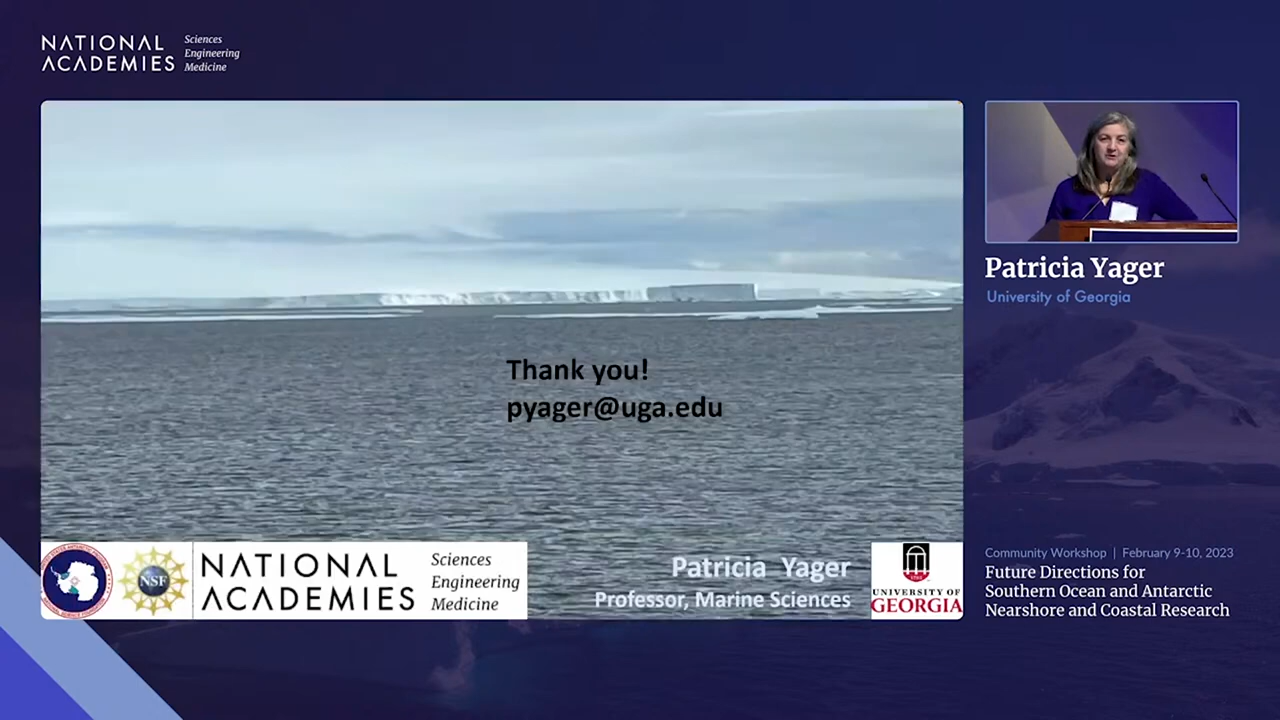 NATIONAL
ACADEMIES
Sciences
Engineering
Medicine
Thank you!
pyager@uga.edu
NSF
NATIONAL
ACADEMIES
Sciences
Engineering
Medicine
Patricia Yager
Professor, Marine Sciences
UNIVERSITY OF
GEORGIA
Patricia Yager
University of Georgia
Community Workshop | February 9-10, 2023
Future Directions for
Southern Ocean and Antarctic
Nearshore and Coastal Research